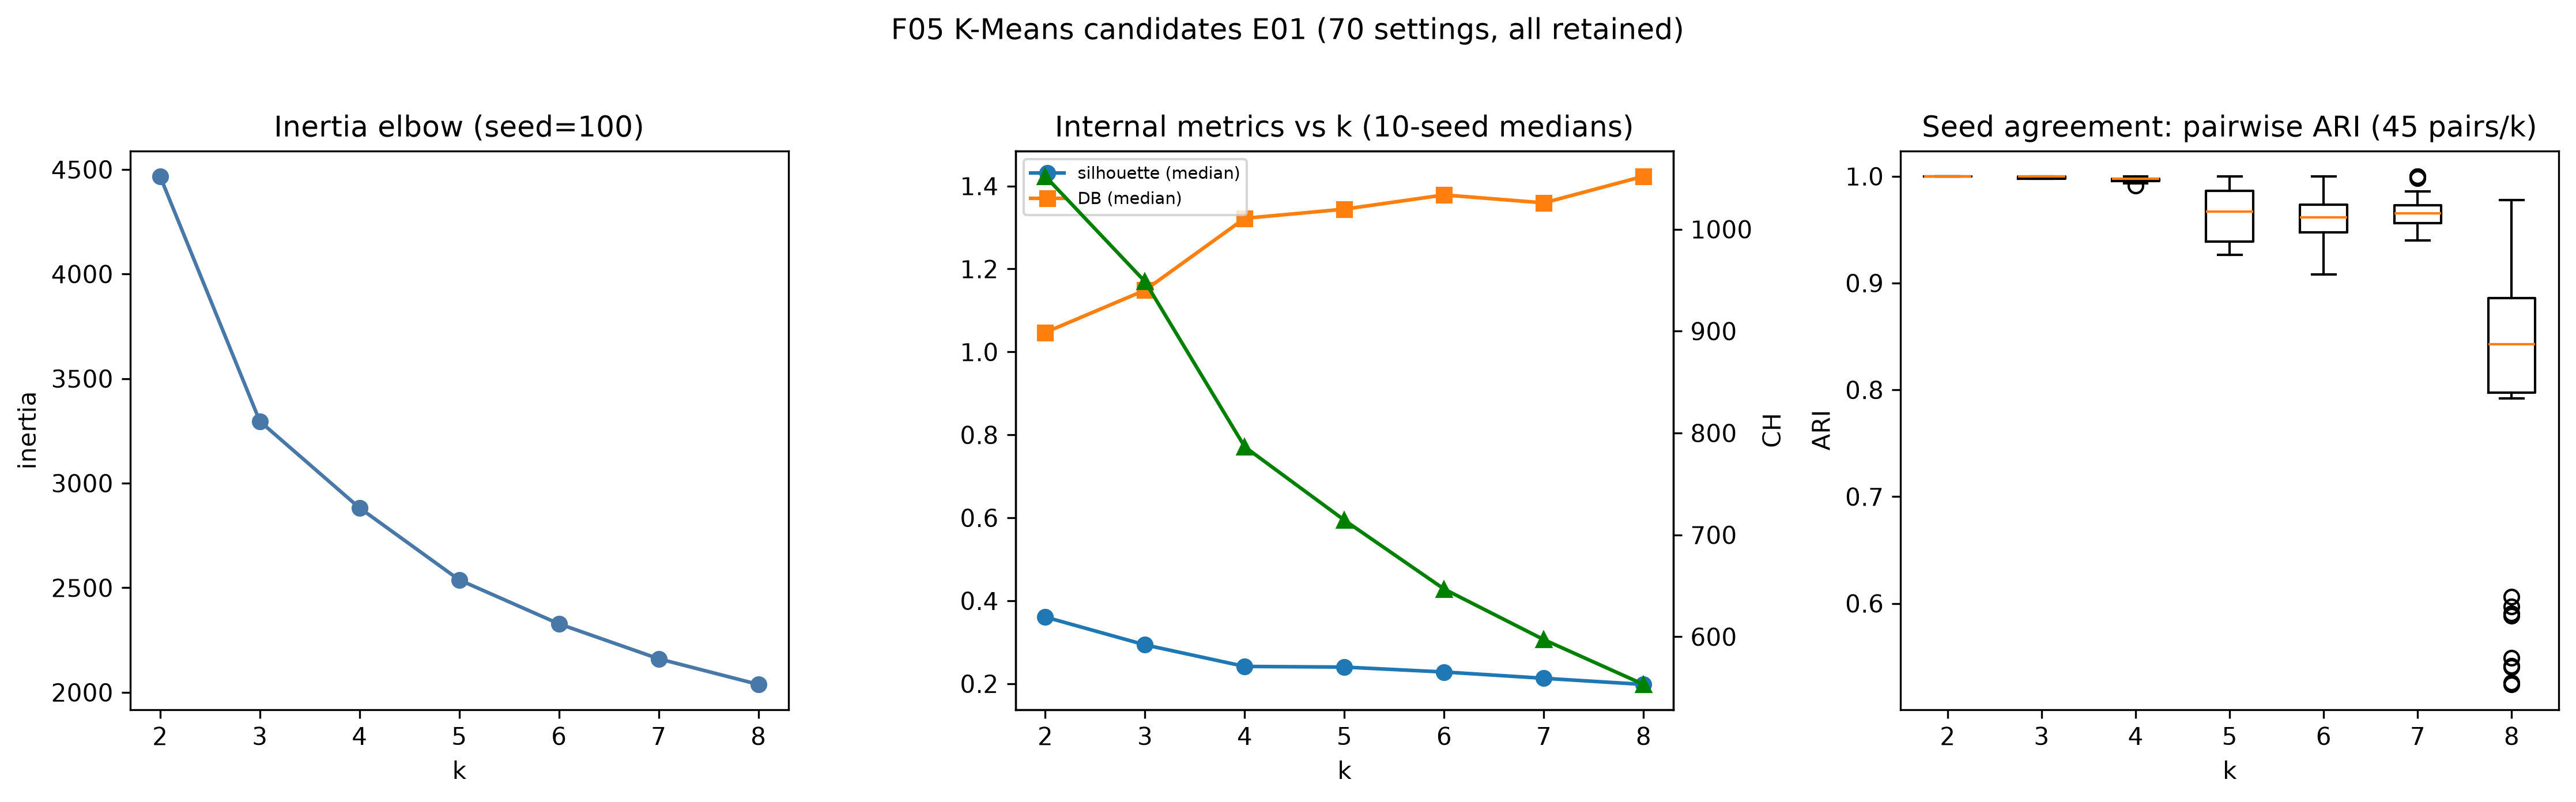 F05 K-Means candidates E01 (70 settings, all retained)
Inertia elbow (seed=100)
4500
4000
3500
3000
2500
2000
inertia
2 3 4 5 6 7 8
k
Internal metrics vs k (10-seed medians)
silhouette (median)
DB (median)
1.4
1.2
1.0
0.8
0.6
0.4
0.2
1000
900
800
700
600
CH
2 3 4 5 6 7 8
k
Seed agreement: pairwise ARI (45 pairs/k)
1.0
0.9
0.8
0.7
0.6
ARI
2 3 4 5 6 7 8
k